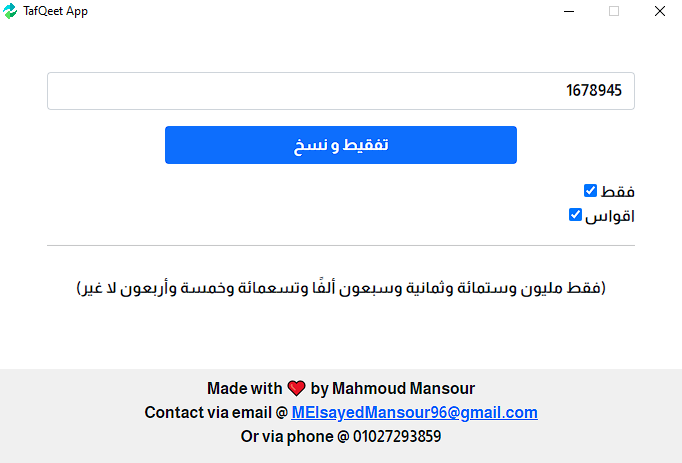 TafQeet App
1678945
تفقيط و نسخ
فقط
اقواس
(فقط مليون وستمائة وثمانية وسبعون ألفًا وتسعمائة وخمسة وأربعون لا غير)
Made with ❤ by Mahmoud Mansour
Contact via email @ MElsayedMansour96@gmail.com
Or via phone @ 01027293859